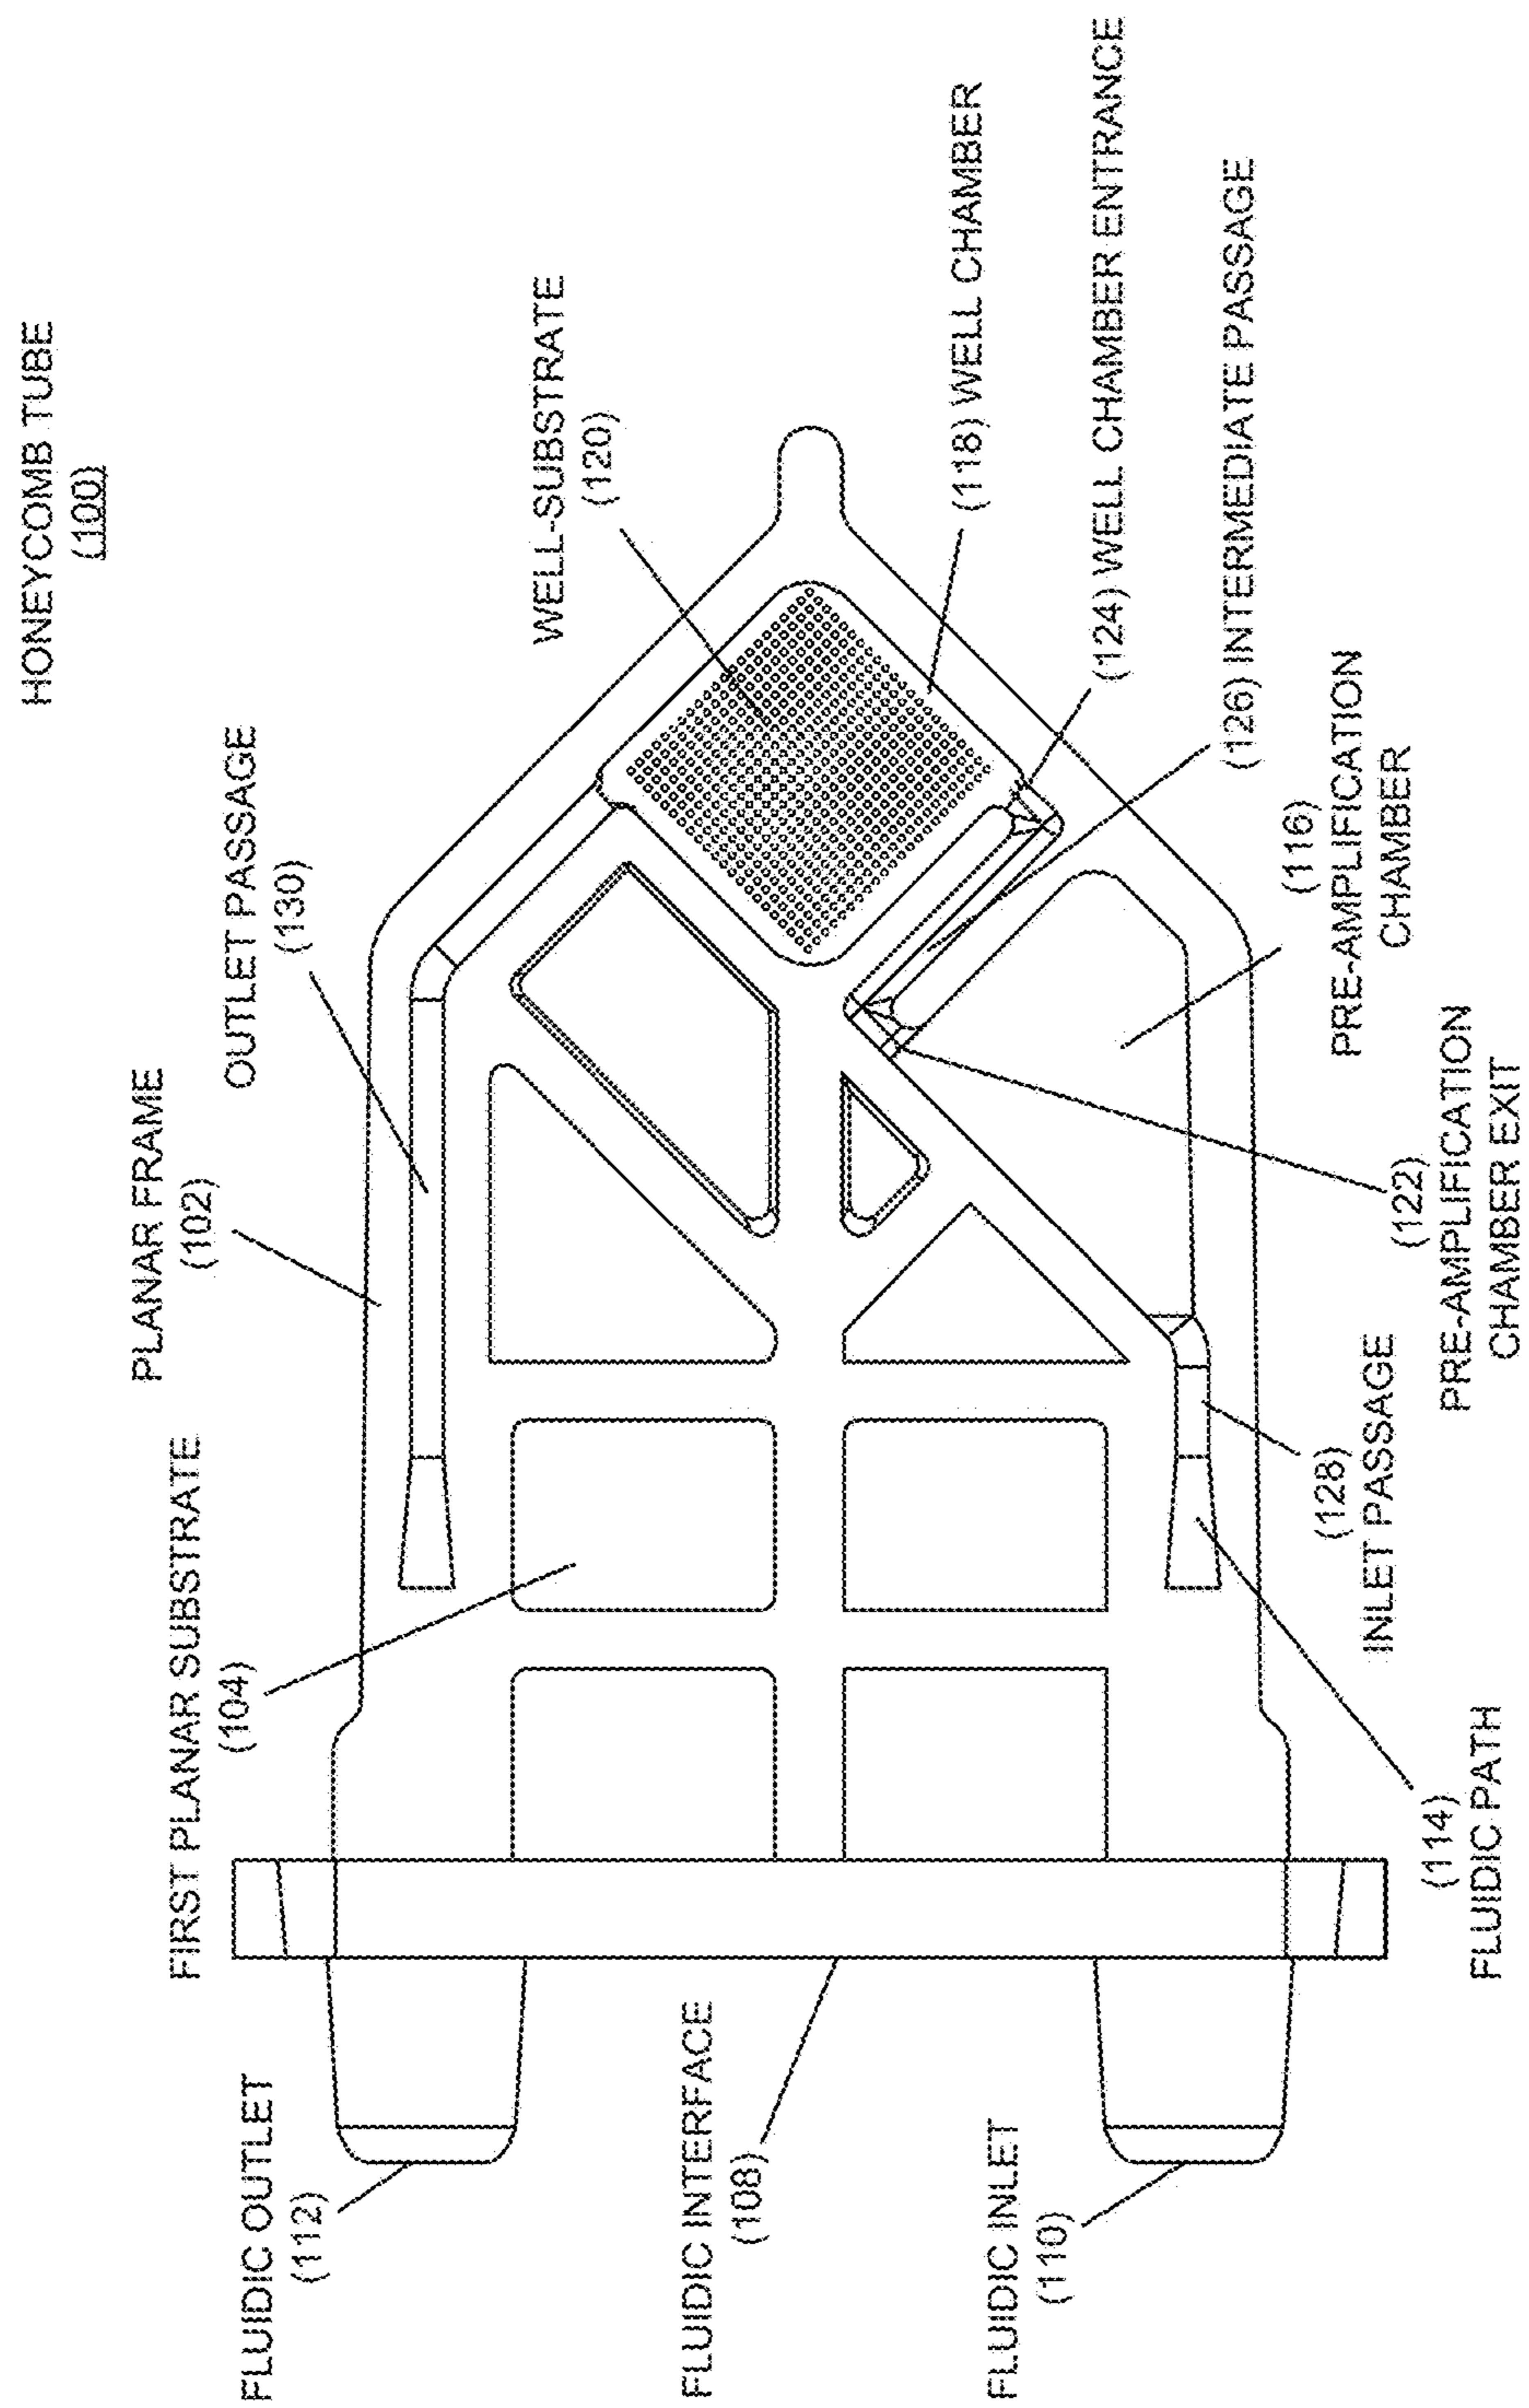 HONEYCOMB TUBE
(100)
PLANAR FRAME
(102)
OUTLET PASSAGE
(130)
WELL-SUBSTRATE
(120)
(118) WELL CHAMBER
(124) WELL CHAMBER ENTRANCE
(126) INTERMEDIATE PASSAGE
(116)
PRE-AMPLIFICATION
CHAMBER
(122)
PRE-AMPLIFICATION
CHAMBER EXIT
(128)
INLET PASSAGE
(114)
FLUIDIC PATH
FIRST PLANAR SUBSTRATE
(104)
FLUIDIC OUTLET
(112)
FLUIDIC INTERFACE
(108)
FLUIDIC INLET
(110)